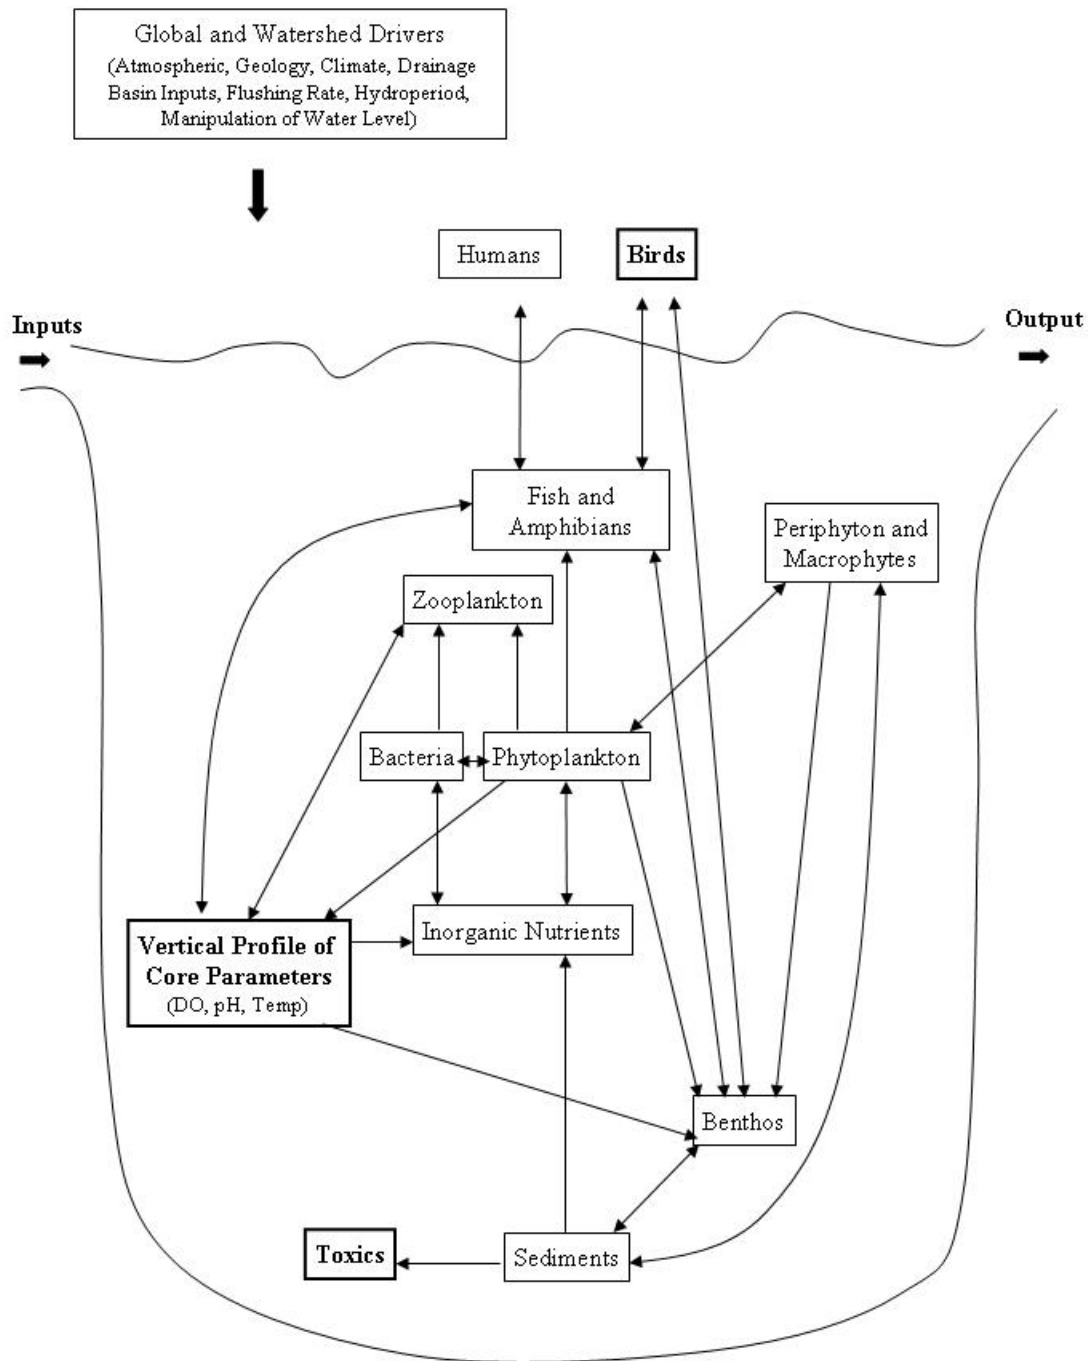 Global and Watershed Drivers
(Atmospheric, Geology, Climate, Drainage
Basin Inputs, Flushing Rate, Hydroperiod,
Manipulation of Water Level)
Humans
Birds
Inputs
Output
Fish and
Amphibians
Periphyton and
Macrophytes
Zooplankton
Bacteria
Phytoplankton
Inorganic Nutrients
Vertical Profile of
Core Parameters
(DO, pH, Temp)
Benthos
Toxics
Sediments